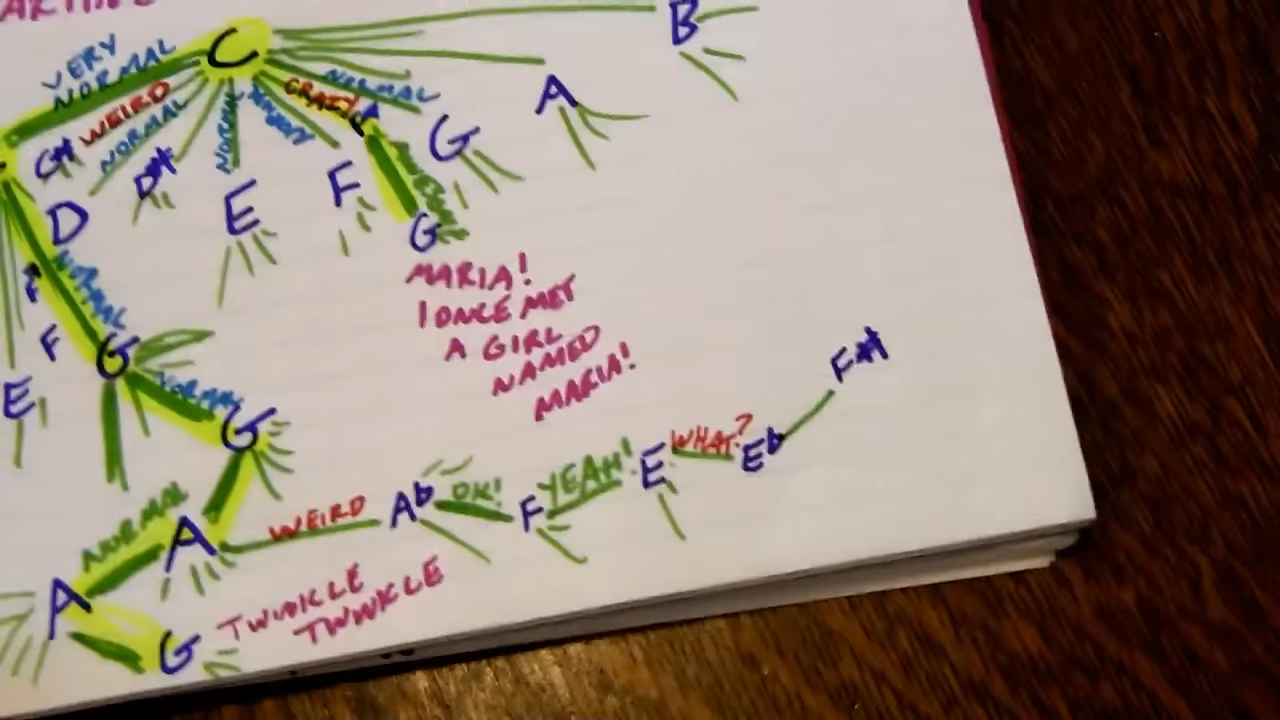 C
B
VERY
NORMAL
WEIRD
NORMAL
NORMAL
CRAZY
NORMAL
A
G
D
E
F
G
NORMAL
F
E
G
NORMAL
G
MARIA!
I ONCE MET
A GIRL
NAMED
MARIA!
F#
NORMAL
A
WEIRD
Ab
OK!
F
YEAH!
E
WHAT?
Eb
A
G
TWINKLE
TWINKLE